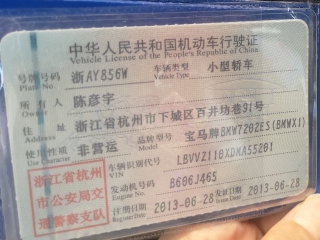 中华人民共和国机动车行驶证
Vehicle License of the People's Republic of China
号牌号码 浙AY856W 车辆类型 小型轿车
Plate No. Vehicle Type
所有人 陈彦宇
Owner
住址 浙江省杭州市下城区百井坊巷91号
Address
使用性质 非营运 品牌型号 宝马牌BMW7202ES(BMWX1)
Use Character Model
浙江省杭州市公安局交通警察支队
车辆识别代号 LBVVZ110XDMA55201
VIN
发动机号码 B606J465
Engine No.
注册日期 2013-06-28 发证日期 2013-06-28
Register Date Issue Date